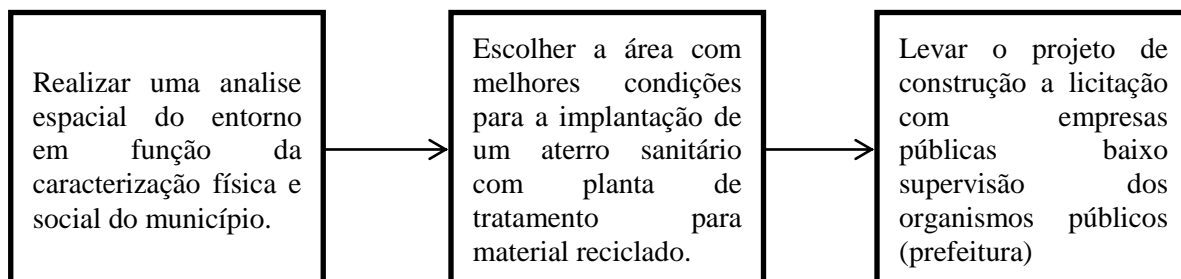 Realizar uma analise
espacial do entorno
em função da
caracterização física e
social do município.
Escolher a área com
melhores condições
para a implantação de
um aterro sanitário
com planta de
tratamento para
material reciclado.
Levar o projeto de
construção a licitação
com empresas
públicas baixo
supervisão dos
organismos públicos
(prefeitura)